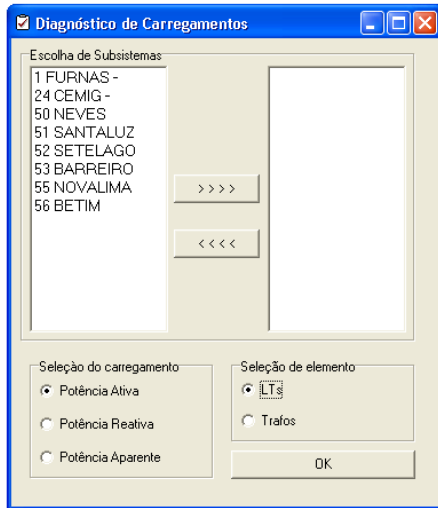 Diagnóstico de Carregamentos
Escolha de Subsistemas
1 FURNAS -
24 CEMIG -
50 NEVES
51 SANTALUZ
52 SETELAGO
53 BARREIRO
55 NOVALIMA
56 BETIM
>>>>
<<<<
Seleçào do carregamento
Potência Ativa
Potência Reativa
Potência Aparente
Seleção de elemento
LTs
Trafos
OK